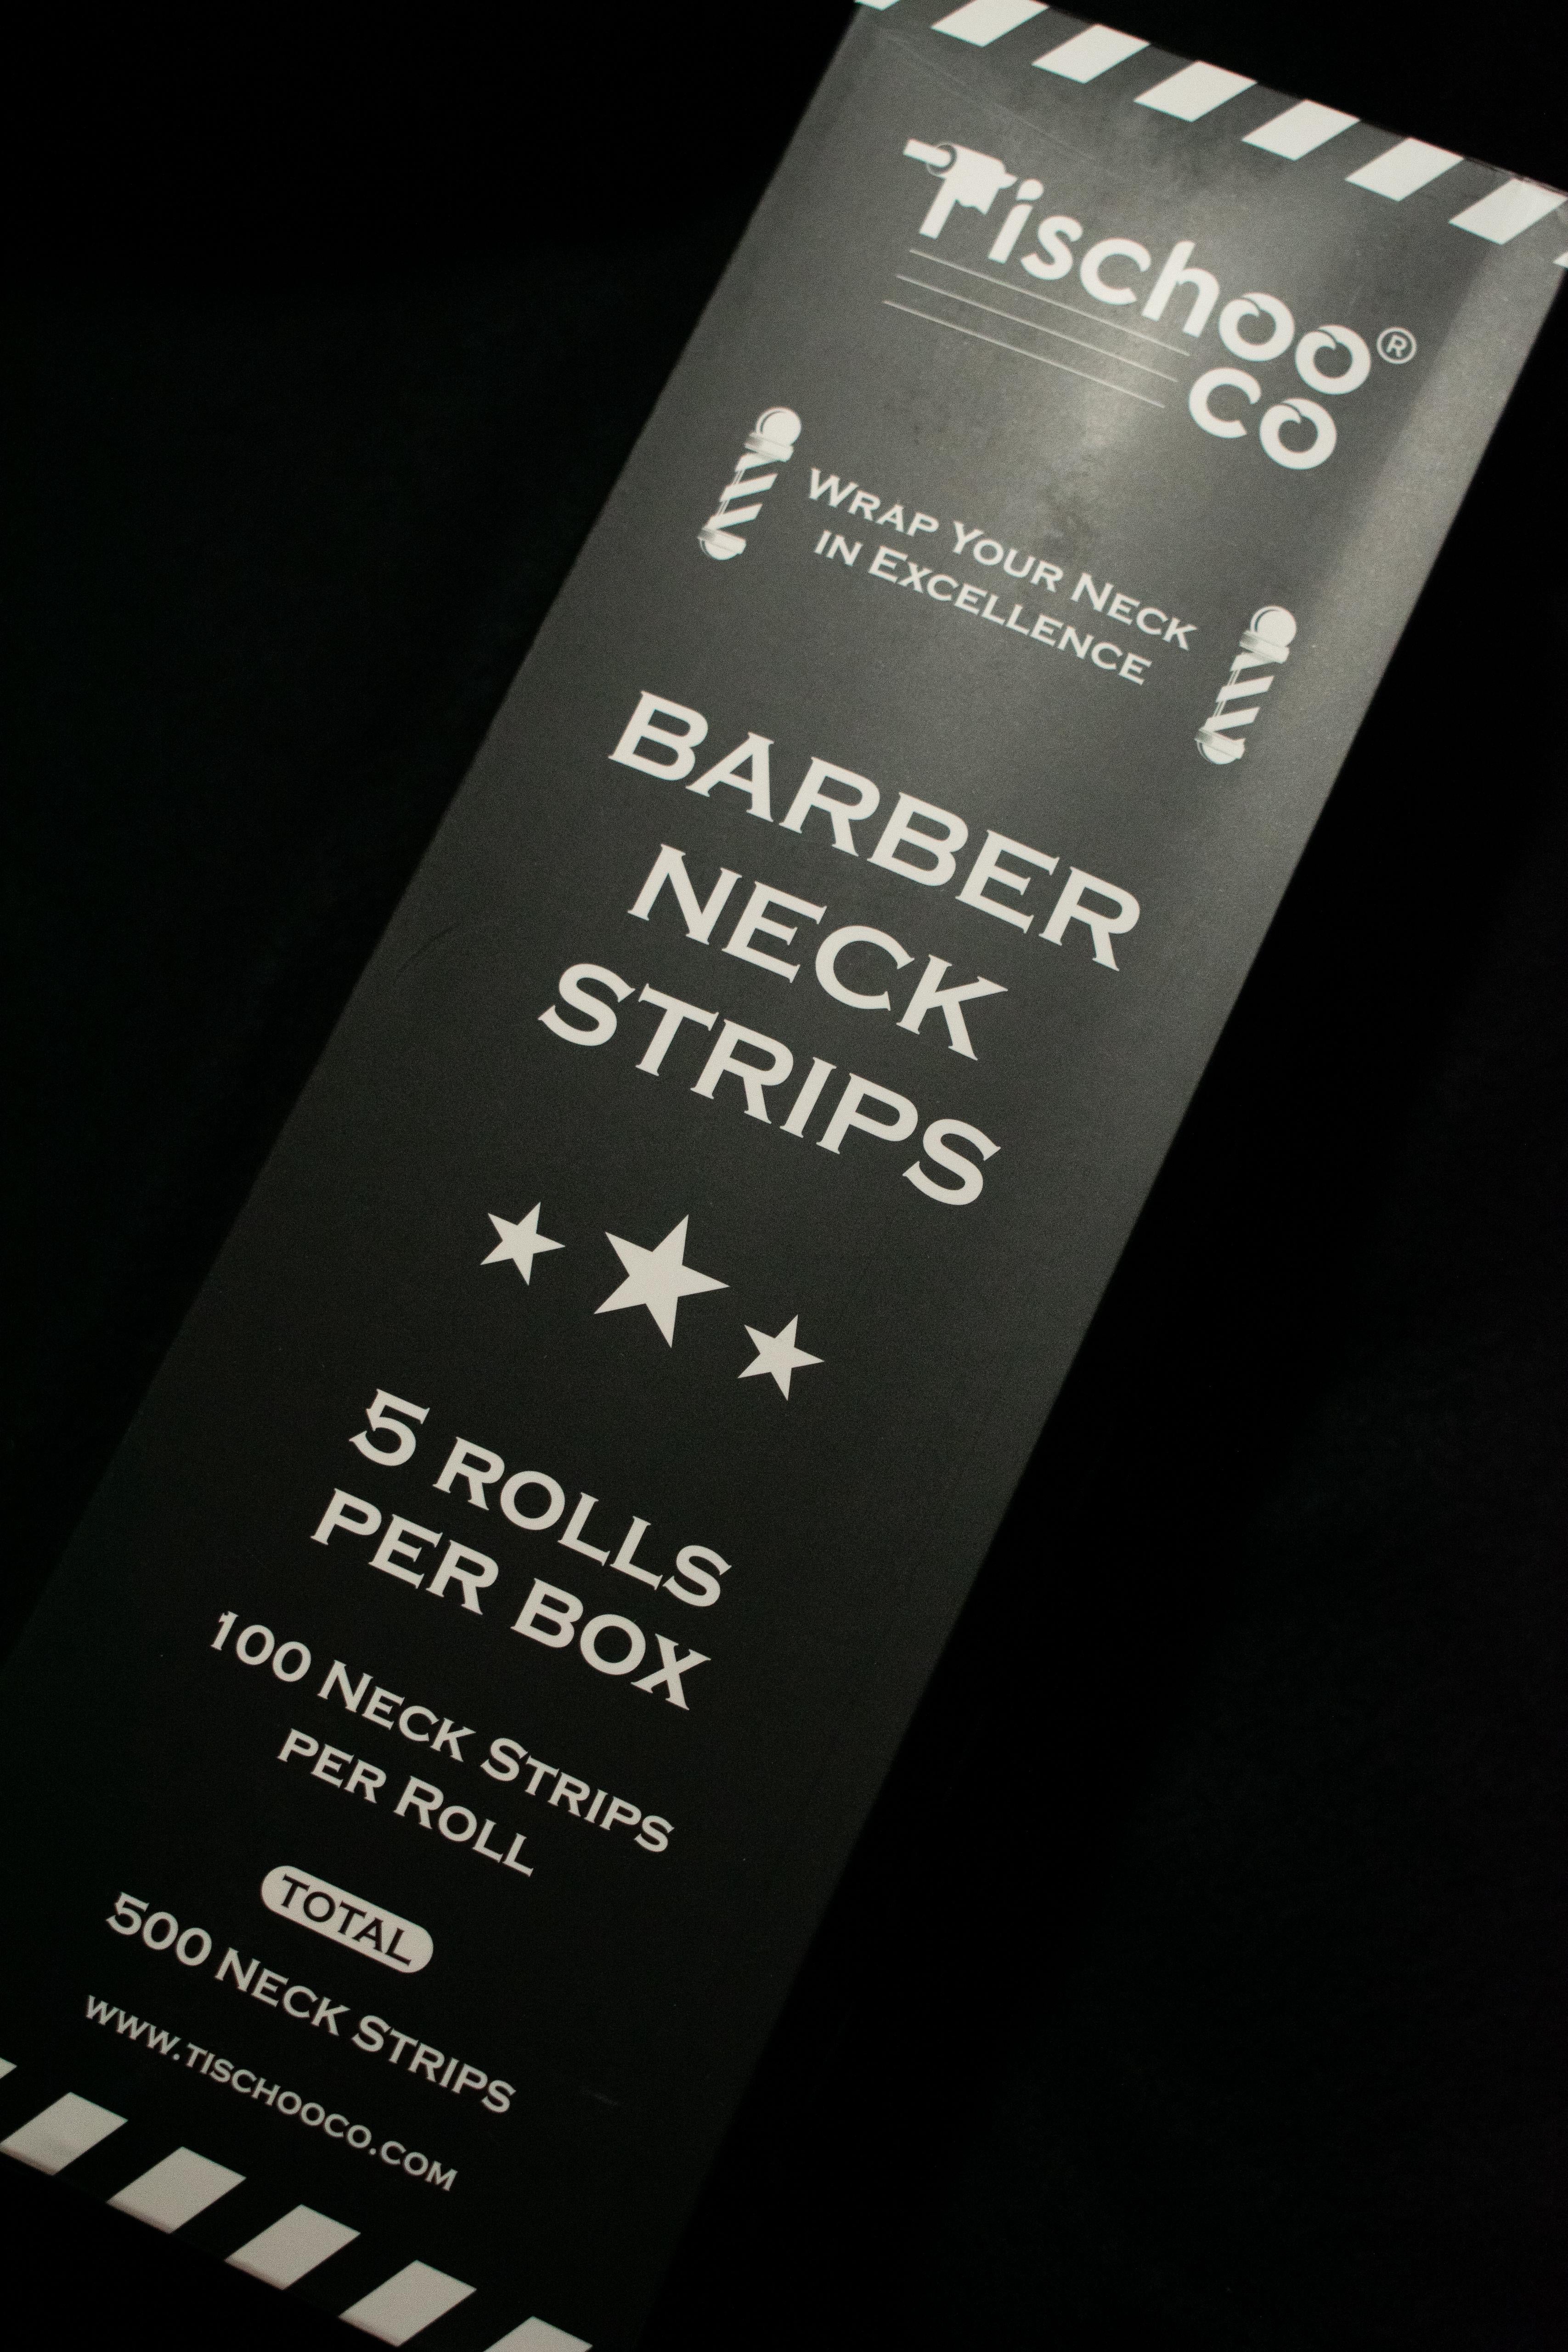 Tischoo®
CO
WRAP YOUR NECK
IN EXCELLENCE
BARBER
NECK
STRIPS
5 ROLLS
PER BOX
100 NECK STRIPS
PER ROLL
TOTAL
500 NECK STRIPS
WWW.TISCHOOCO.COM